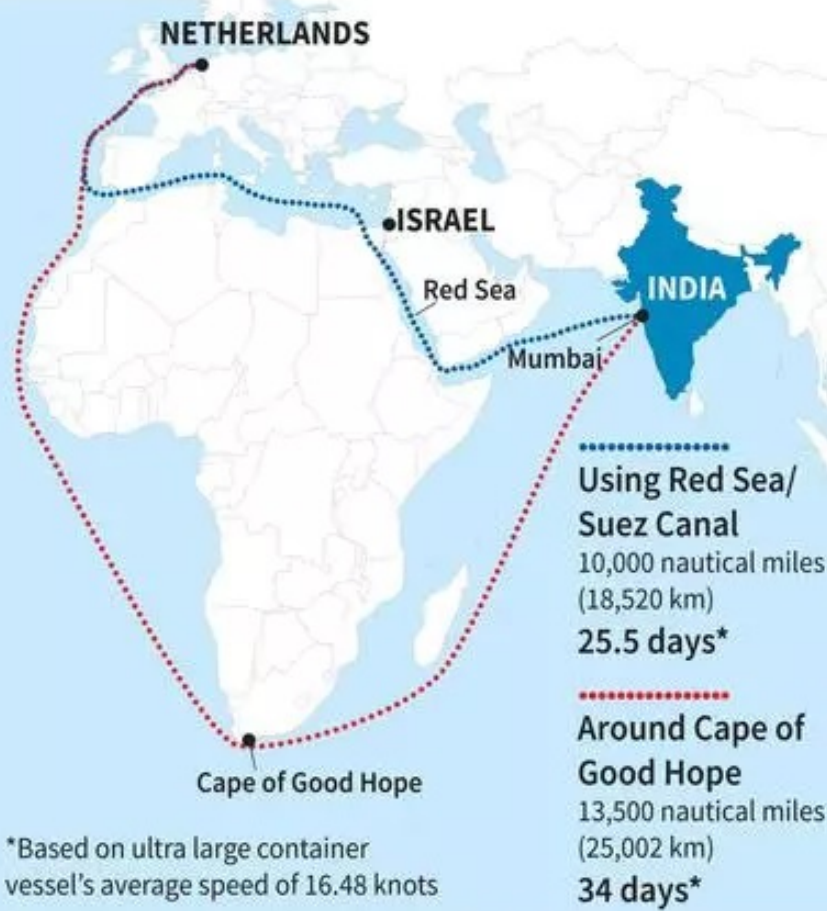 NETHERLANDS
ISRAEL
Red Sea
INDIA
Mumbai
Using Red Sea/
Suez Canal
10,000 nautical miles
(18,520 km)
25.5 days*
Around Cape of
Good Hope
13,500 nautical miles
(25,002 km)
34 days*
Cape of Good Hope
*Based on ultra large container
vessel's average speed of 16.48 knots